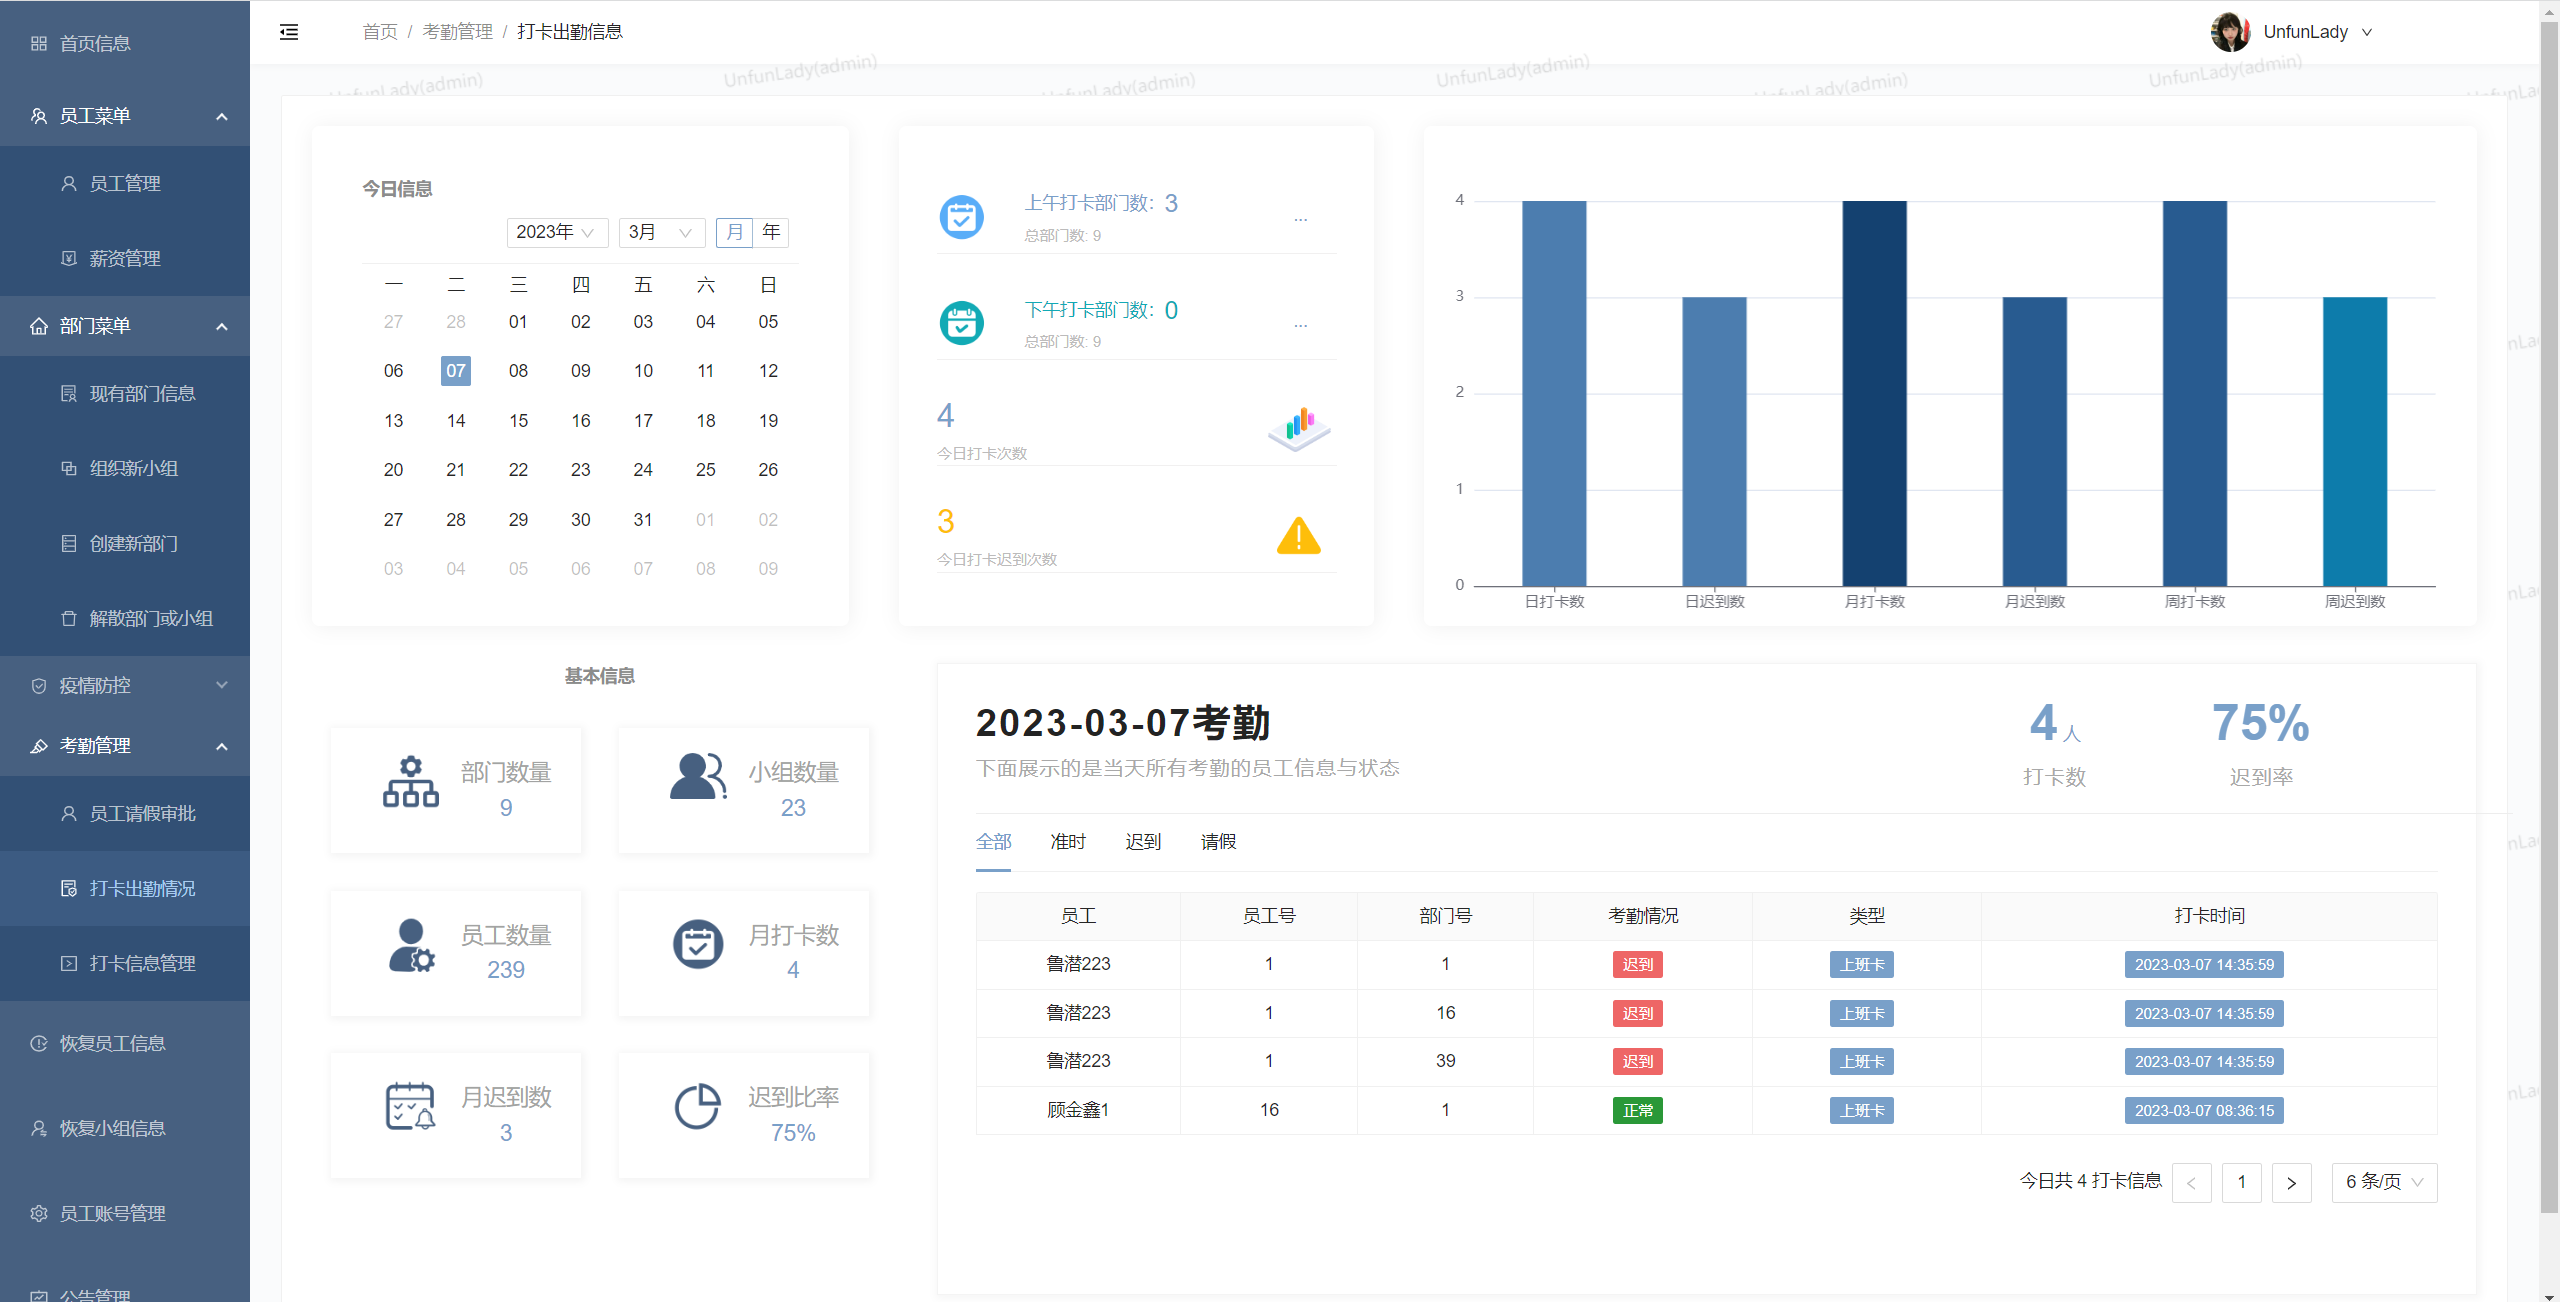 首页信息
员工菜单
员工管理
薪资管理
部门菜单
现有部门信息
组织新小组
创建新部门
解散部门或小组
疫情防控
考勤管理
员工请假审批
打卡出勤情况
打卡信息管理
恢复员工信息
恢复小组信息
员工账号管理
公告管理
首页 / 考勤管理 / 打卡出勤信息
UnfunLady
UnfunLady(admin) UnfunLady(admin) UnfunLady(admin)
UnfunLady(admin) UnfunLady(admin) UnfunLady(admin)
今日信息
2023年 3月 月 年
一 二 三 四 五 六 日
27 28 01 02 03 04 05
06 07 08 09 10 11 12
13 14 15 16 17 18 19
20 21 22 23 24 25 26
27 28 29 30 31 01 02
03 04 05 06 07 08 09
上午打卡部门数：3
...
总部门数: 9
下午打卡部门数：0
...
总部门数: 9
4
今日打卡次数
3
今日打卡迟到次数
4
3
2
1
0
日打卡数 日迟到数 月打卡数 月迟到数 周打卡数 周迟到数
基本信息
部门数量
9
小组数量
23
员工数量
239
月打卡数
4
月迟到数
3
迟到比率
75%
2023-03-07考勤
下面展示的是当天所有考勤的员工信息与状态
4 人
打卡数
75%
迟到率
全部 准时 迟到 请假
员工 员工号 部门号 考勤情况 类型 打卡时间
鲁潜223 1 1 迟到 上班卡 2023-03-07 14:35:59
鲁潜223 1 16 迟到 上班卡 2023-03-07 14:35:59
鲁潜223 1 39 迟到 上班卡 2023-03-07 14:35:59
顾金鑫1 16 1 正常 上班卡 2023-03-07 08:36:15
今日共 4 打卡信息 < 1 > 6 条/页